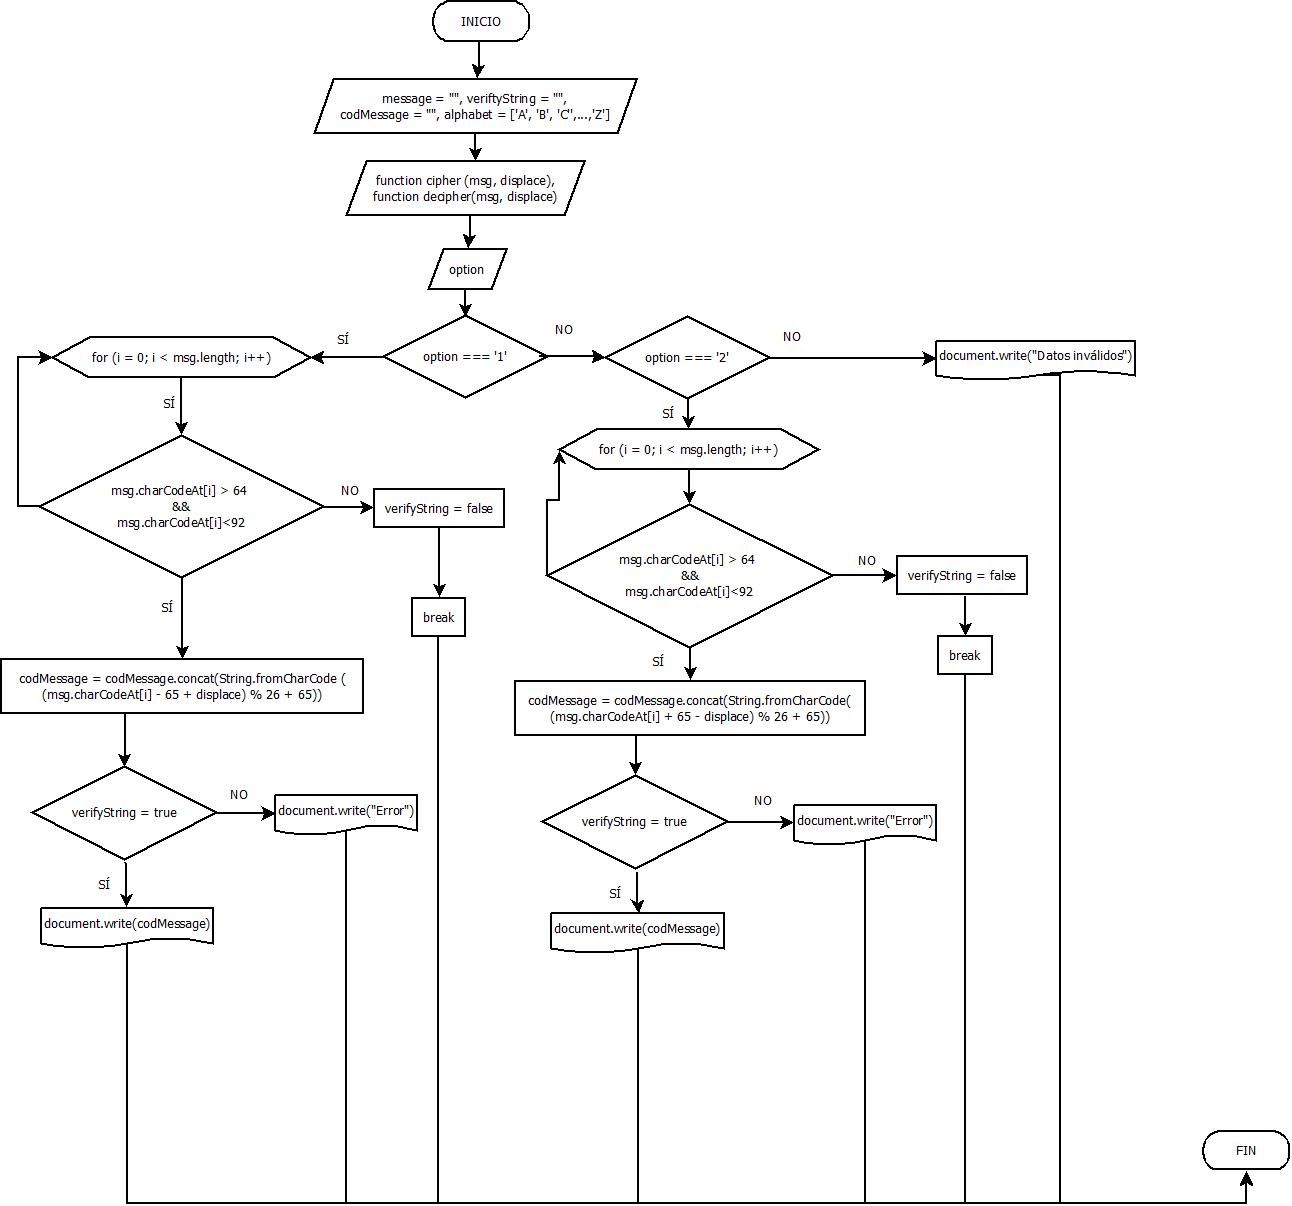 INICIO
message = "", veriftyString = "",
codMessage = "", alphabet = ['A', 'B', 'C'',...,'Z']
function cipher (msg, displace),
function decipher(msg, displace)
option
option === '1'
SÍ
NO
option === '2'
NO
document.write("Datos inválidos")
for (i = 0; i < msg.length; i++)
SÍ
msg.charCodeAt[i] > 64
&&
msg.charCodeAt[i]<92
NO
verifyString = false
break
SÍ
codMessage = codMessage.concat(String.fromCharCode (
(msg.charCodeAt[i] - 65 + displace) % 26 + 65))
verifyString = true
NO
document.write("Error")
SÍ
document.write(codMessage)
SÍ
for (i = 0; i < msg.length; i++)
msg.charCodeAt[i] > 64
&&
msg.charCodeAt[i]<92
NO
verifyString = false
break
SÍ
codMessage = codMessage.concat(String.fromCharCode(
(msg.charCodeAt[i] + 65 - displace) % 26 + 65))
verifyString = true
NO
document.write("Error")
SÍ
document.write(codMessage)
FIN